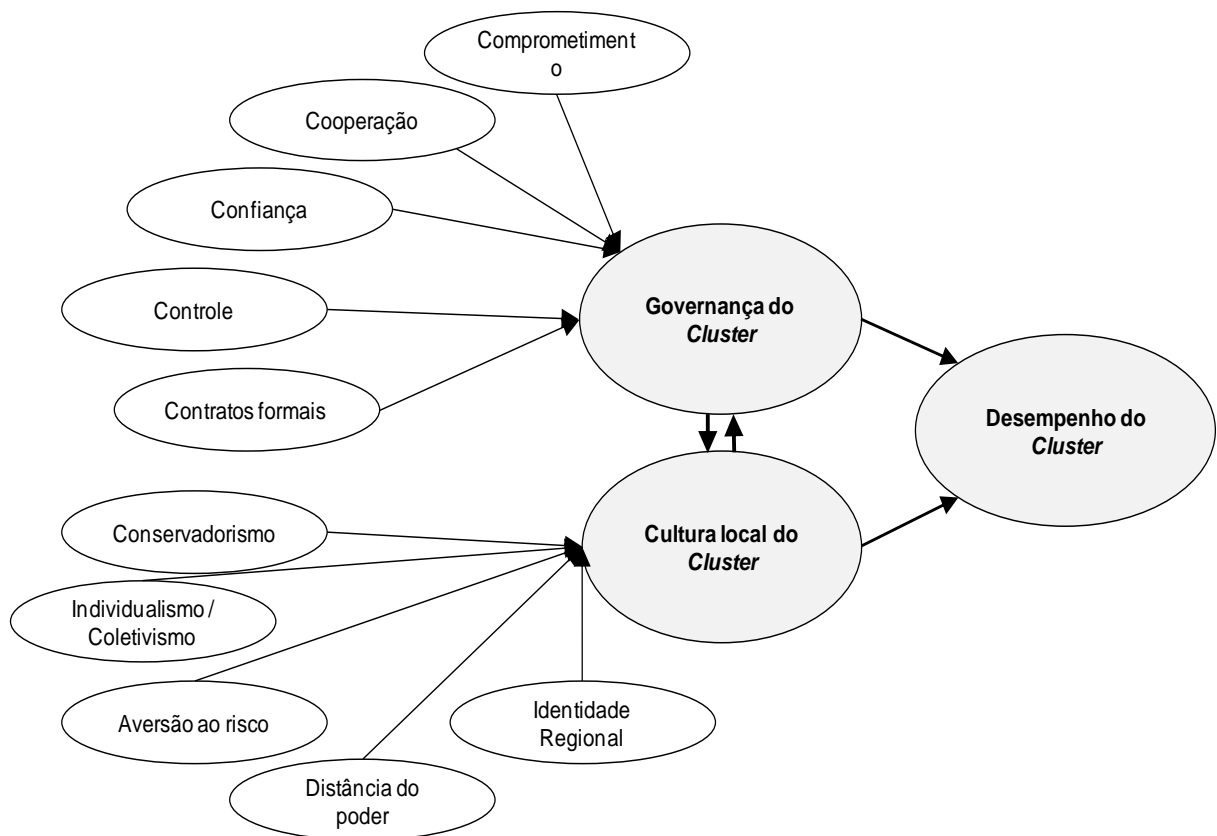 Comprometiment
o
Cooperação
Confiança
Controle
Contratos formais
Governança do
Cluster
Desempenho do
Cluster
Cultura local do
Cluster
Conservadorismo
Individualismo /
Coletivismo
Aversão ao risco
Identidade
Regional
Distância do
poder